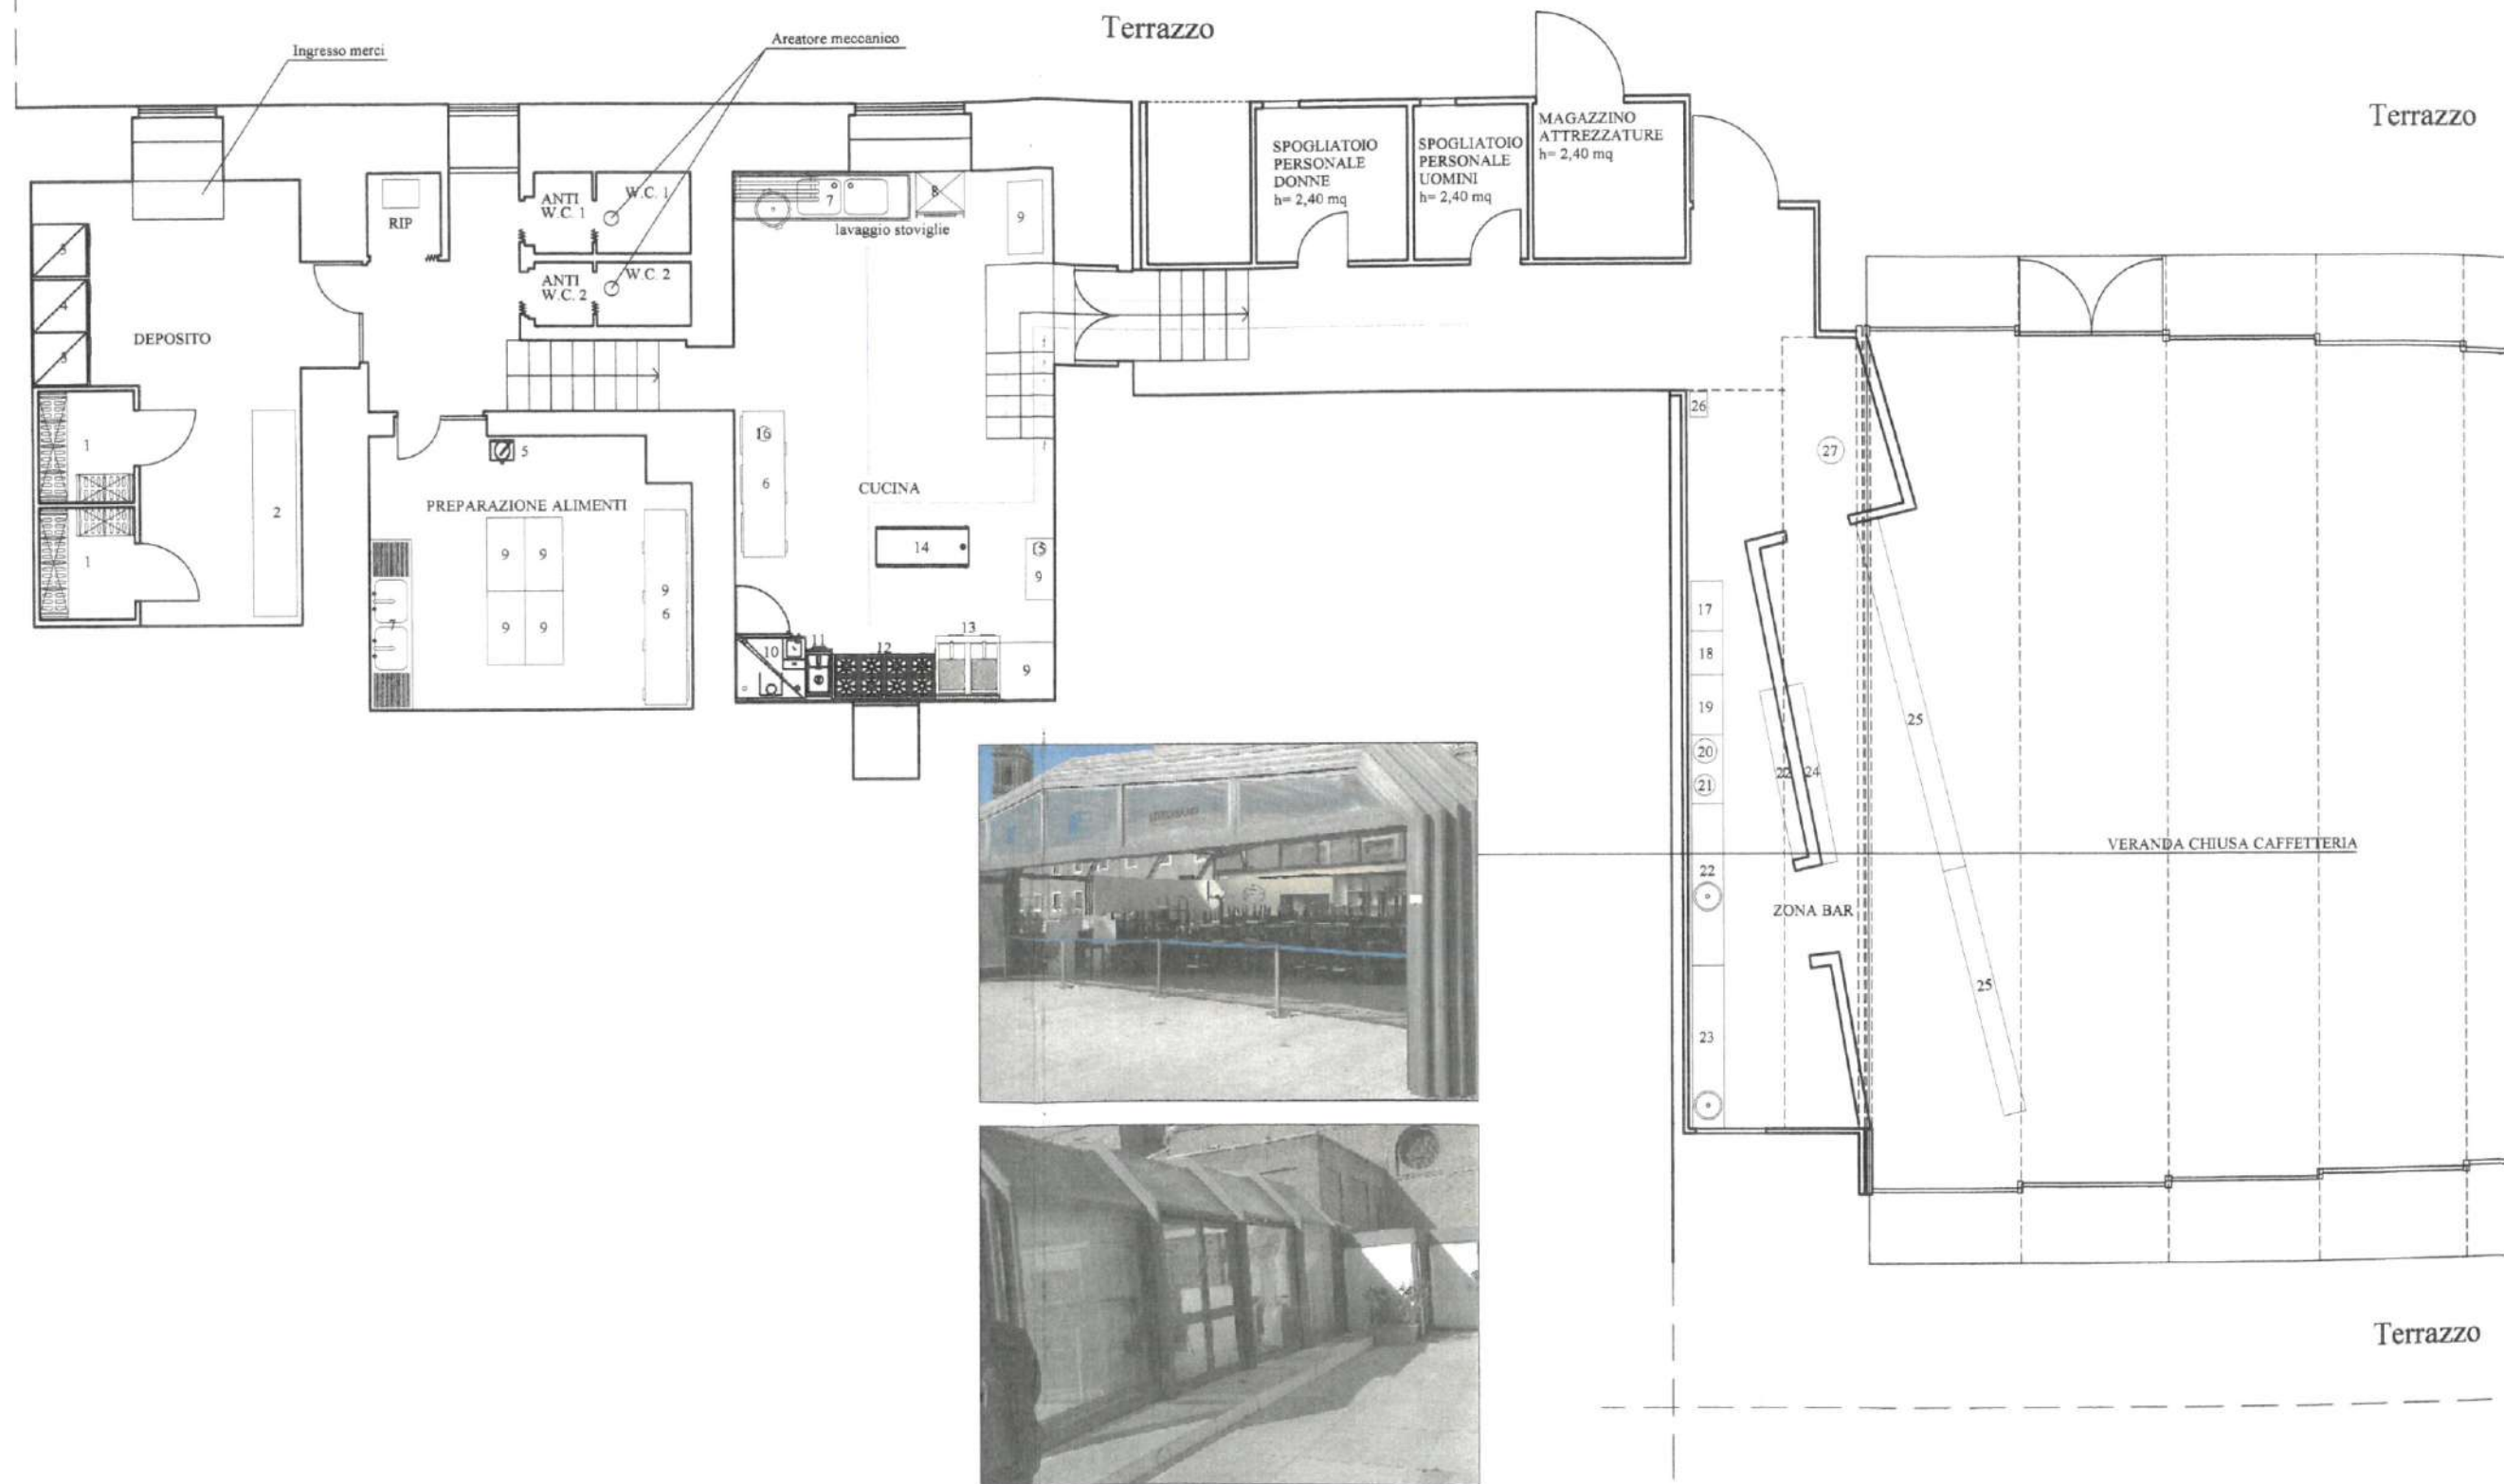 Terrazzo
Ingresso merci
Areatore meccanico
Terrazzo
MAGAZZINO
ATTREZZATURE
h= 2,40 mq
SPOGLIATOIO
PERSONALE
DONNE
h= 2,40 mq
SPOGLIATOIO
PERSONALE
UOMINI
h= 2,40 mq
ANTI
W.C. 1
W.C. 1
ANTI
W.C. 2
W.C. 2
RIP
7
8
9
lavaggio stoviglie
3
4
3
DEPOSITO
1
1
2
5
PREPARAZIONE ALIMENTI
9 9
9 9
9
6
7
16
6
CUCINA
14
15
9
10
11
12
13
9
26
27
17
18
19
20
21
22 24
25
22
ZONA BAR
VERANDA CHIUSA CAFFETTERIA
25
23
Terrazzo